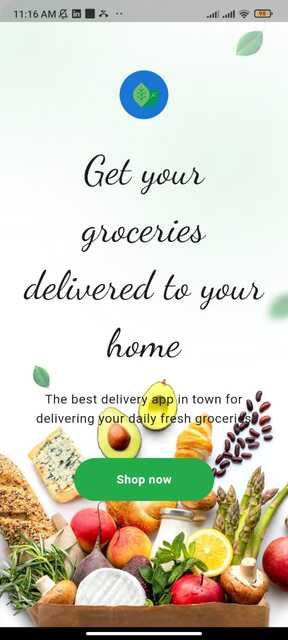 11:16 AM
Get your
groceries
delivered to your
home
The best delivery app in town for
delivering your daily fresh groceries.
Shop now